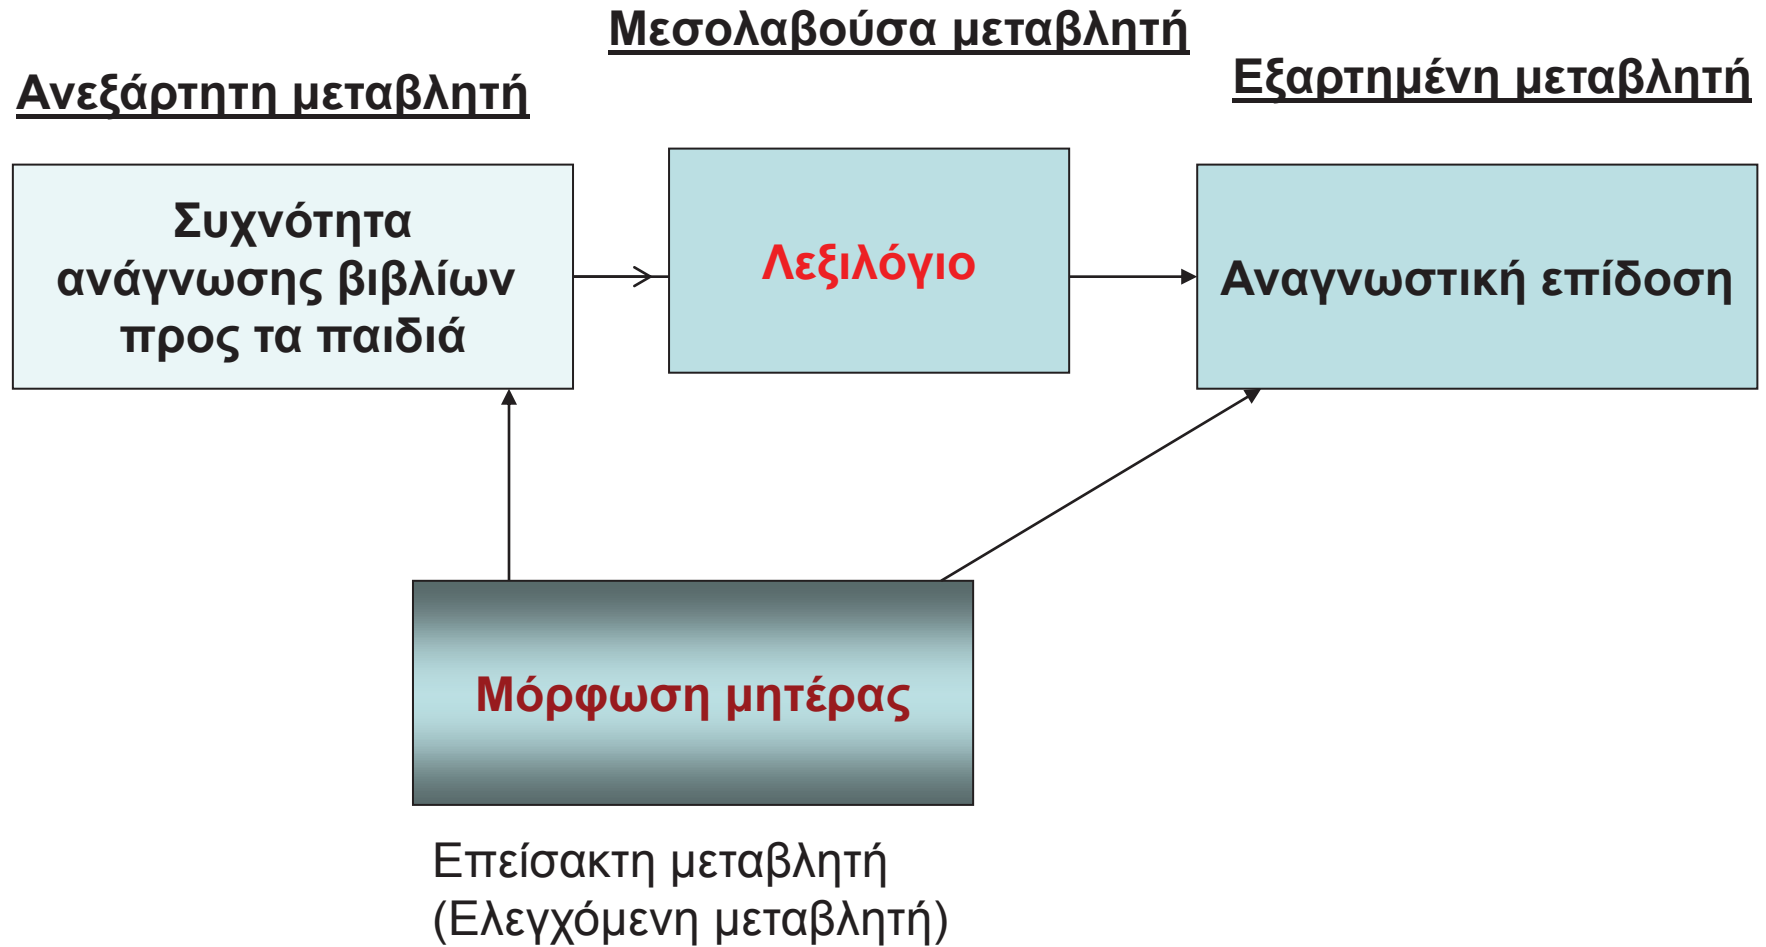 Μεσολαβούσα μεταβλητή
Ανεξάρτητη μεταβλητή
Εξαρτημένη μεταβλητή
Συχνότητα
ανάγνωσης βιβλίων
προς τα παιδιά
Λεξιλόγιο
Αναγνωστική επίδοση
Μόρφωση μητέρας
Επείσακτη μεταβλητή
(Ελεγχόμενη μεταβλητή)